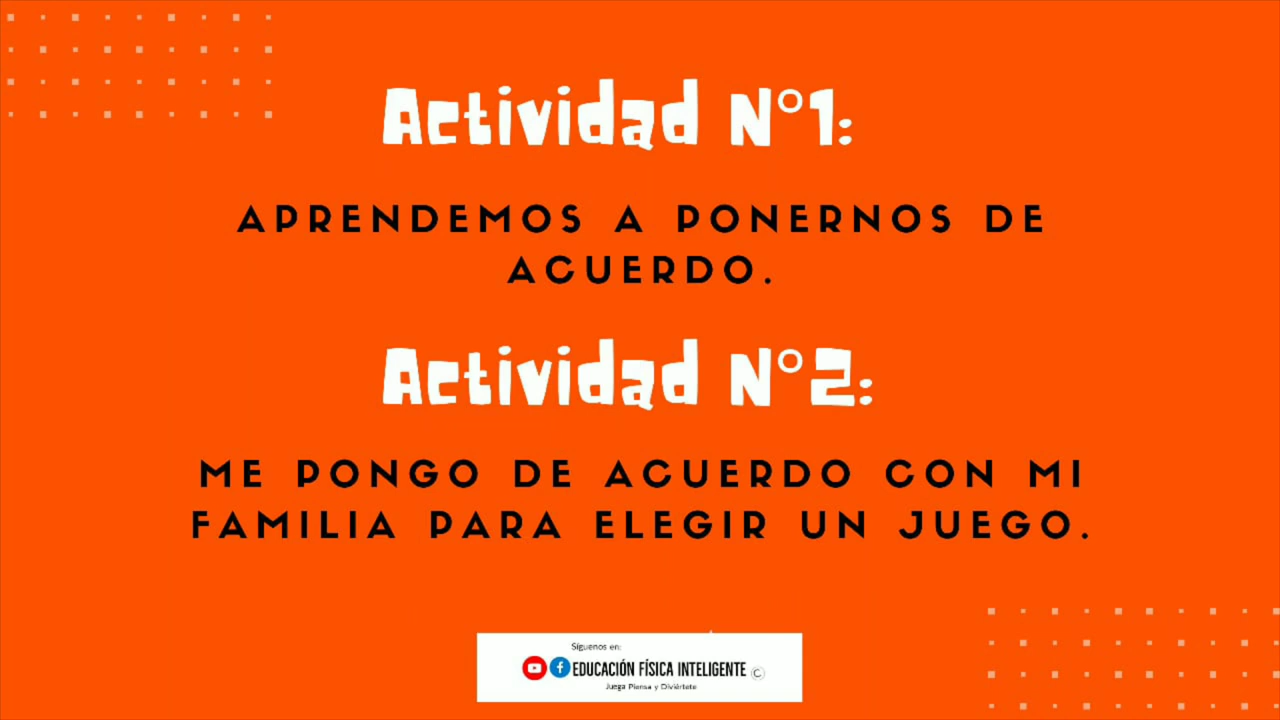 Actividad N°1:
APRENDEMOS A PONERNOS DE
ACUERDO.
Actividad N°2:
ME PONGO DE ACUERDO CON MI
FAMILIA PARA ELEGIR UN JUEGO.
Síguenos en:
EDUCACIÓN FÍSICA INTELIGENTE ©
Juega Piensa y Diviértete